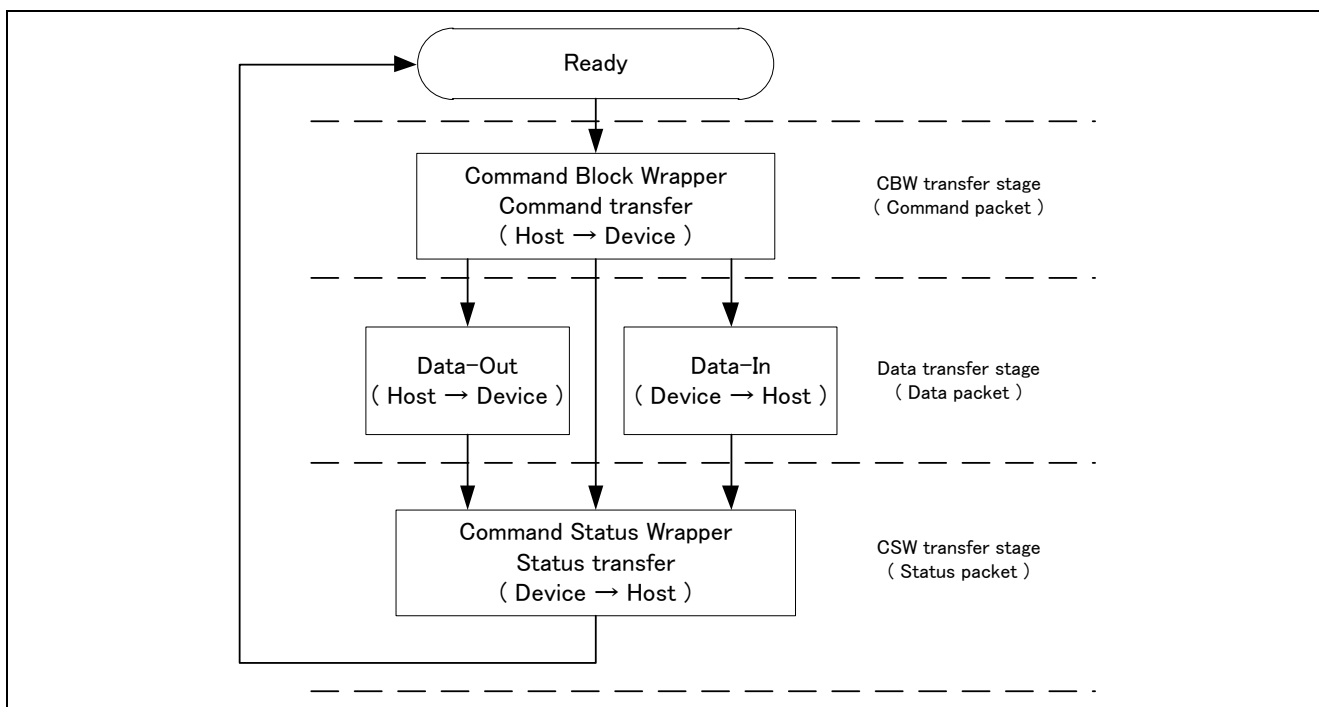 Ready
Command Block Wrapper
Command transfer
( Host → Device )
CBW transfer stage
( Command packet )
Data-Out
( Host → Device )
Data-In
( Device → Host )
Data transfer stage
( Data packet )
Command Status Wrapper
Status transfer
( Device → Host )
CSW transfer stage
( Status packet )